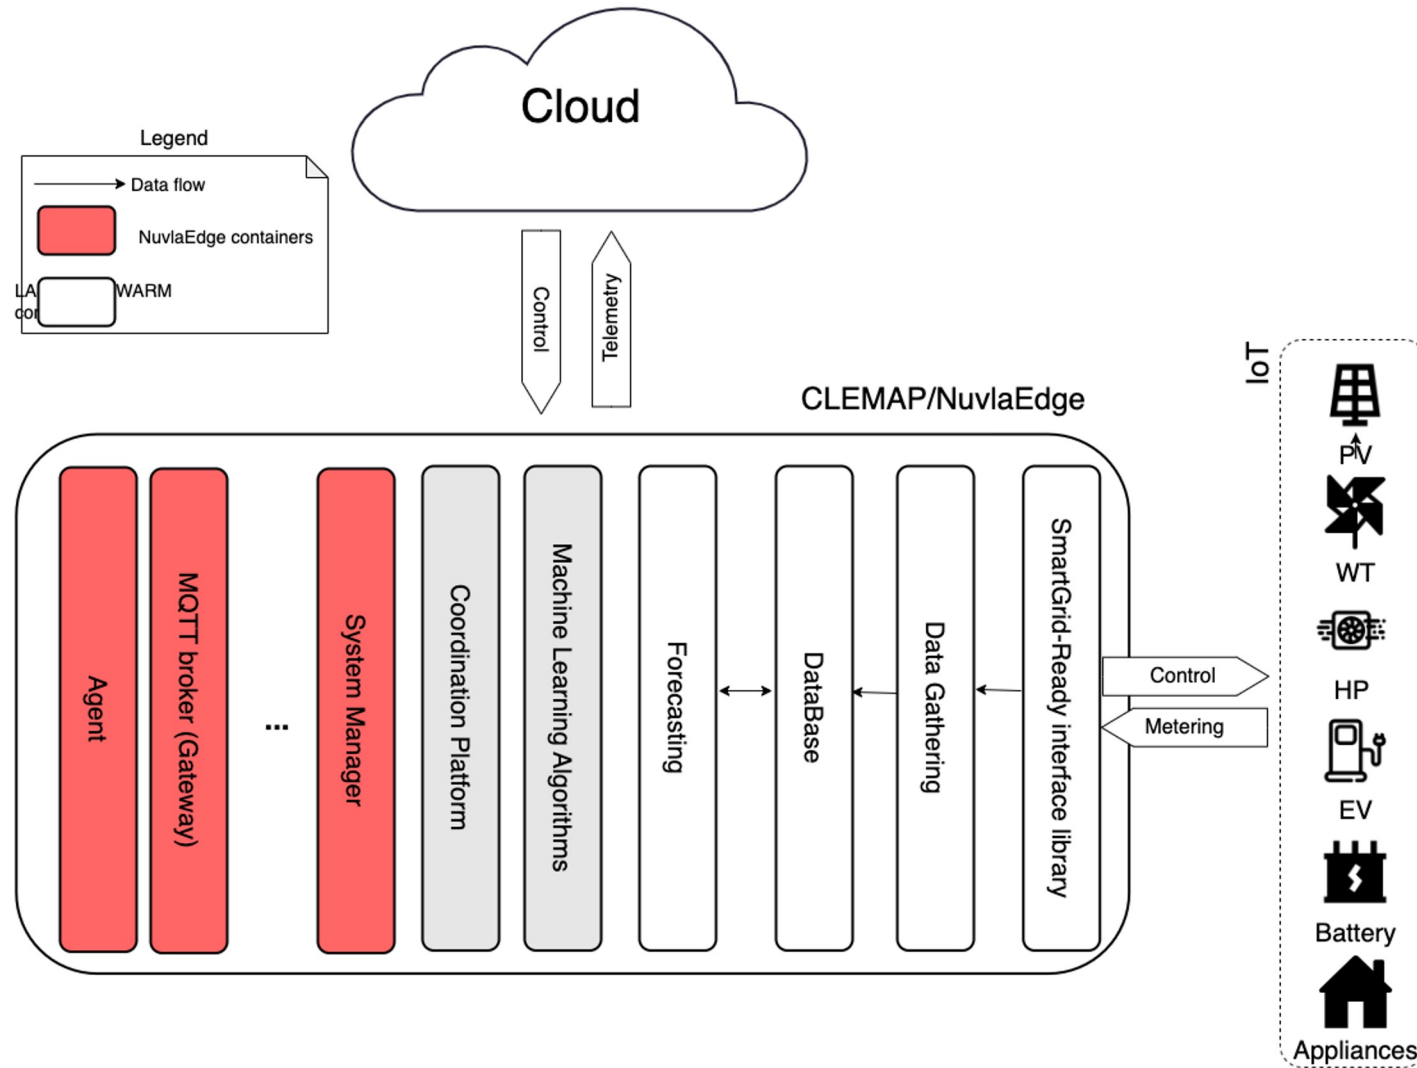 Cloud
Legend
Data flow
NuvlaEdge containers
WARM
Control
Telemetry
CLEMAP/NuvlaEdge
IoT
Agent
MQTT broker (Gateway)
...
System Manager
Coordination Platform
Machine Learning Algorithms
Forecasting
DataBase
Data Gathering
SmartGrid-Ready interface library
Control
Metering
PV
WT
HP
EV
Battery
Appliances